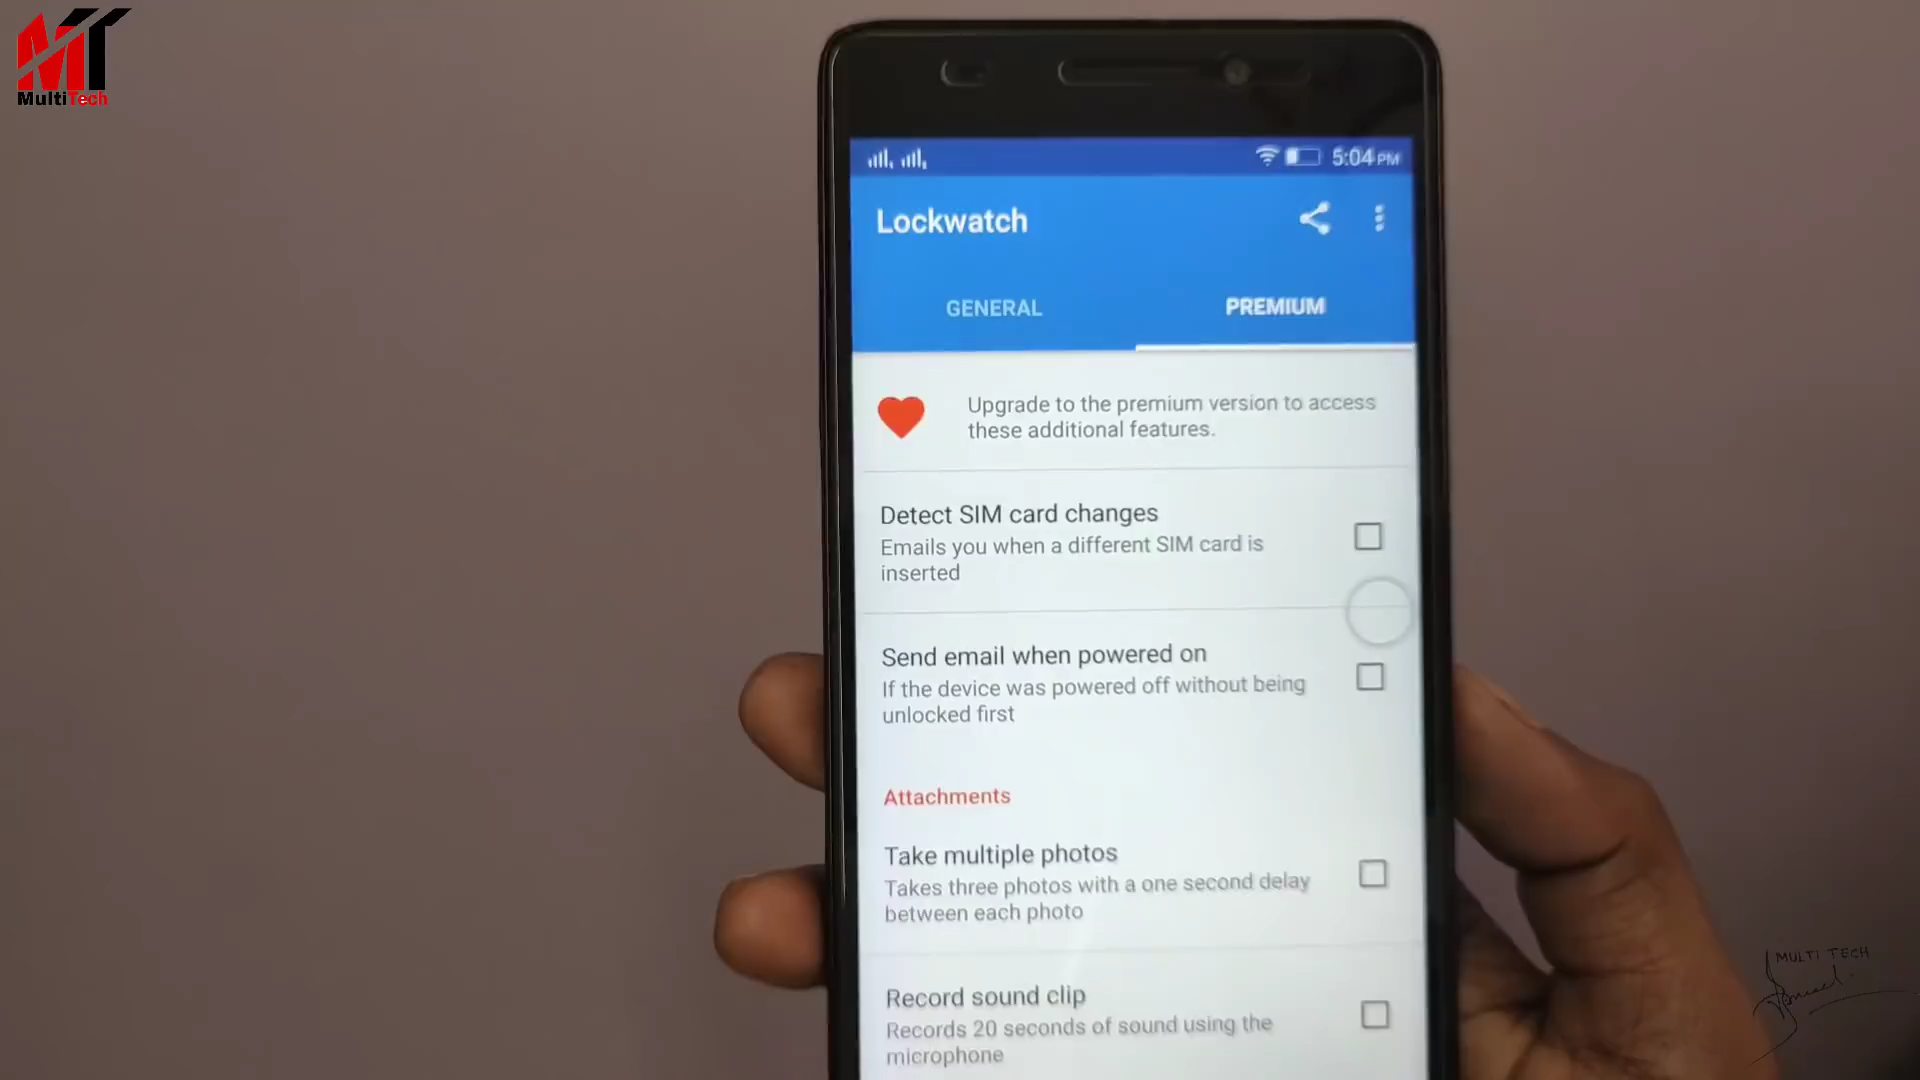 MT
MultiTech
5:04 PM
Lockwatch
GENERAL
PREMIUM
Upgrade to the premium version to access
these additional features.
Detect SIM card changes
Emails you when a different SIM card is
inserted
Send email when powered on
If the device was powered off without being
unlocked first
Attachments
Take multiple photos
Takes three photos with a one second delay
between each photo
Record sound clip
Records 20 seconds of sound using the
microphone
MULTI TECH